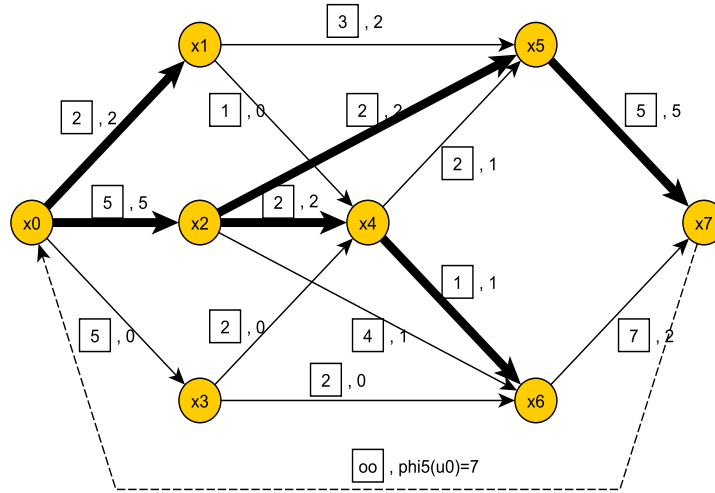 3 , 2
x1
x5
2 , 2
1 , 0
2 , 2
5 , 5
2 , 1
5 , 5
2 , 2
x0
x2
x4
x7
1 , 1
5 , 0
2 , 0
4 , 1
7 , 2
2 , 0
x3
x6
oo , phi5(u0)=7